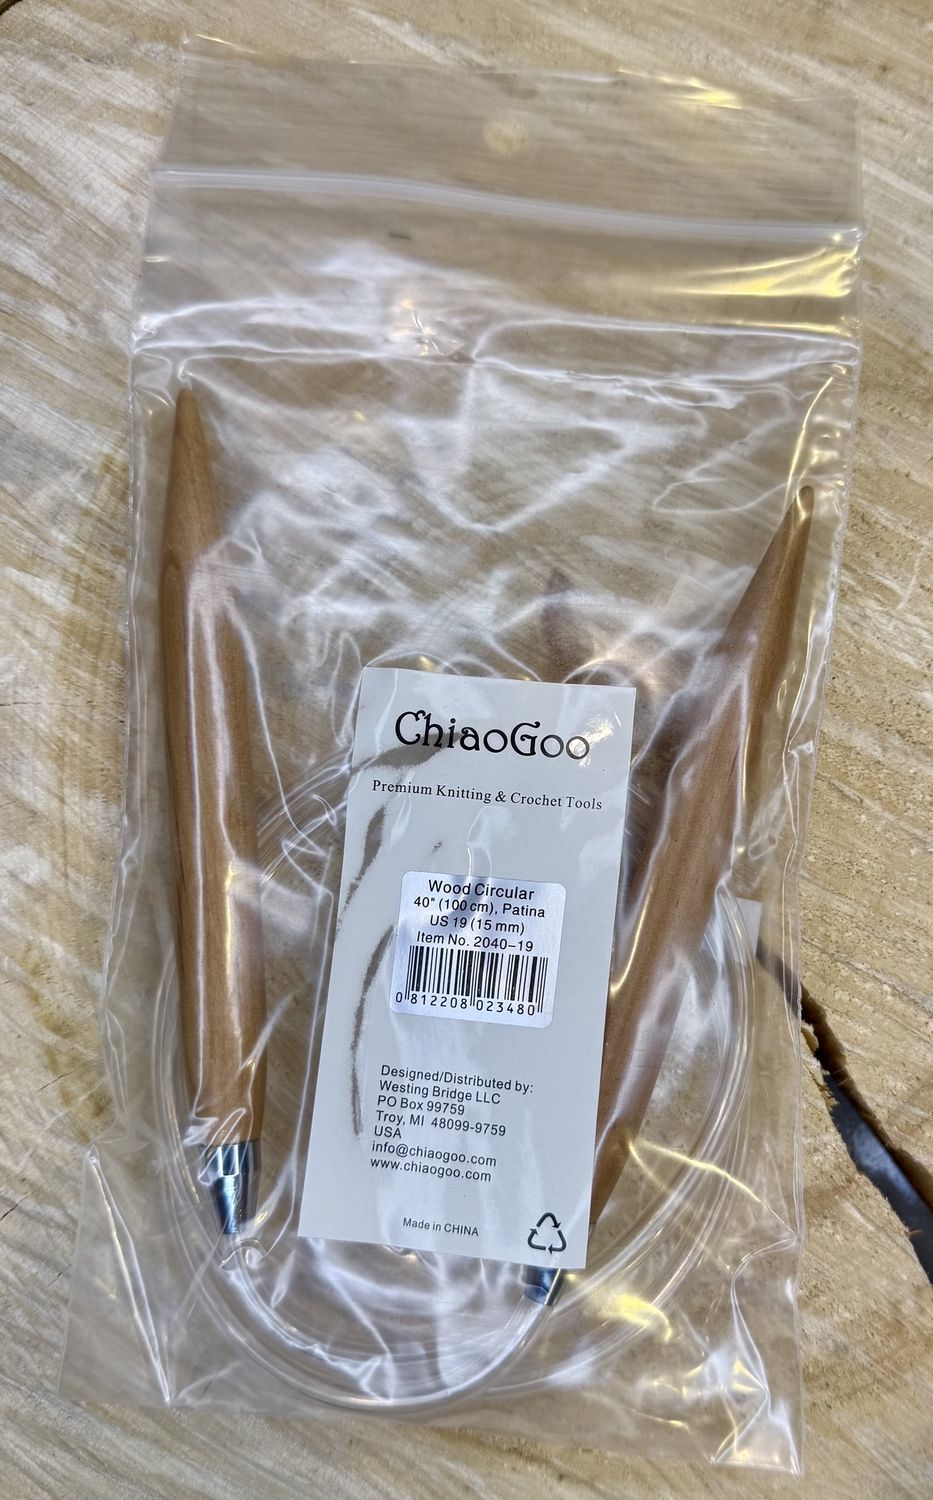 ChiaoGoo
Premium Knitting & Crochet Tools
Wood Circular
40" (100 cm), Patina
US 19 (15 mm)
Item No. 2040-19
0 812208 023480
Designed/Distributed by:
Westing Bridge LLC
PO Box 99759
Troy, MI 48099-9759
USA
info@chiaogoo.com
www.chiaogoo.com
Made in CHINA